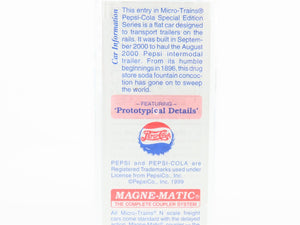 Car Information
This entry in Micro-Trains®
Pepsi-Cola Special Edition
Series is a flat car designed
to transport trailers on the
rails. It was built in Septem-
ber 2000 to haul the August
2000 Pepsi intermodal
trailer. From its humble
beginnings in 1896, this drug
store soda fountain concoc-
tion has gone on to sweep
the world.
– FEATURING –
'Prototypical Details'
Pepsi-Cola
PEPSI and PEPSI-COLA are
Registered Trademarks used under
License from PepsiCo., Inc.
©PepsiCo., Inc. 1999
MAGNE-MATIC®
THE COMPLETE COUPLER SYSTEM
All Micro-Trains® N scale freight
cars come standard with the delayed